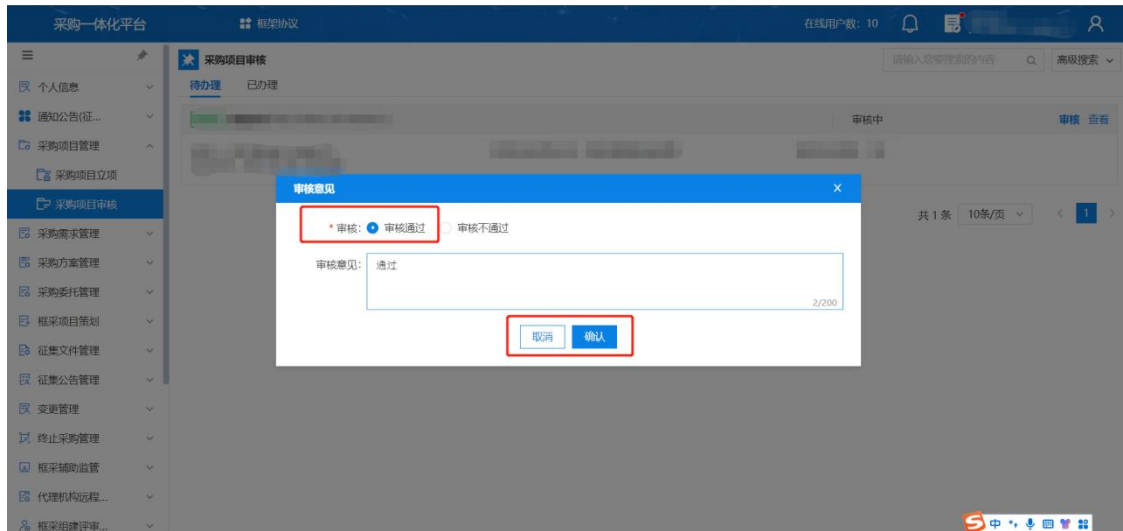 采购一体化平台
框架协议
在线用户数：10
采购项目审核
请输入您要搜索的内容
高级搜索
待办理 已办理
审核中
审核 查看
个人信息
通知公告(征...
采购项目管理
采购项目立项
采购项目审核
采购需求管理
采购方案管理
采购委托管理
框采项目策划
征集文件管理
征集公告管理
变更管理
终止采购管理
框采辅助监管
代理机构远程...
框采组建评审...
审核意见 X
* 审核： 审核通过 审核不通过
审核意见： 通过
2/200
取消 确认
共 1 条 10条/页 < 1 >
S 中